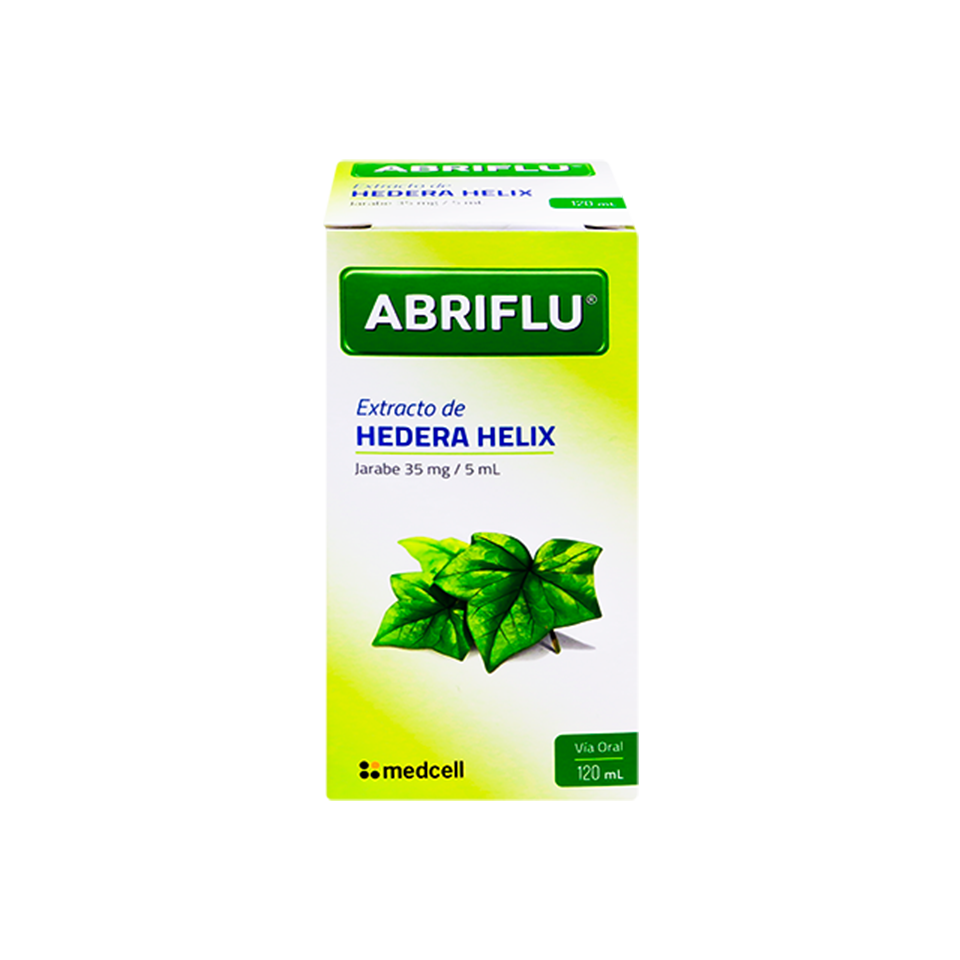 ABRIFLU®
Extracto de
HEDERA HELIX
Jarabe 35 mg / 5 mL
120 mL
ABRIFLU®
Extracto de
HEDERA HELIX
Jarabe 35 mg / 5 mL
medcell
Vía Oral
120 mL